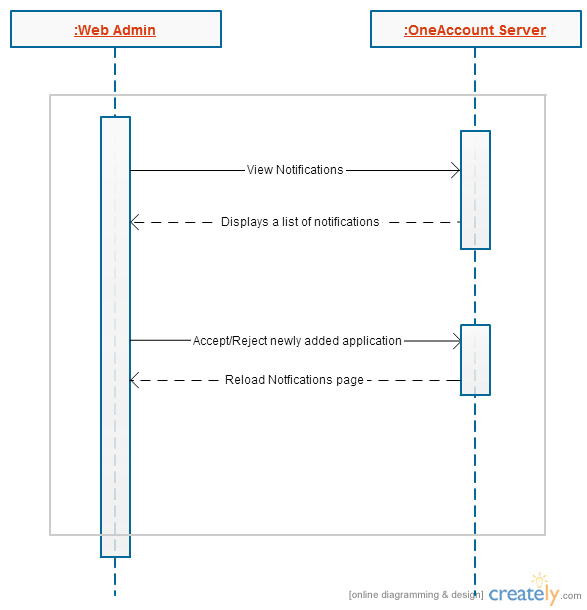 :Web Admin
:OneAccount Server
View Notifications
Displays a list of notifications
Accept/Reject newly added application
Reload Notfications page
[online diagramming & design] creately.com